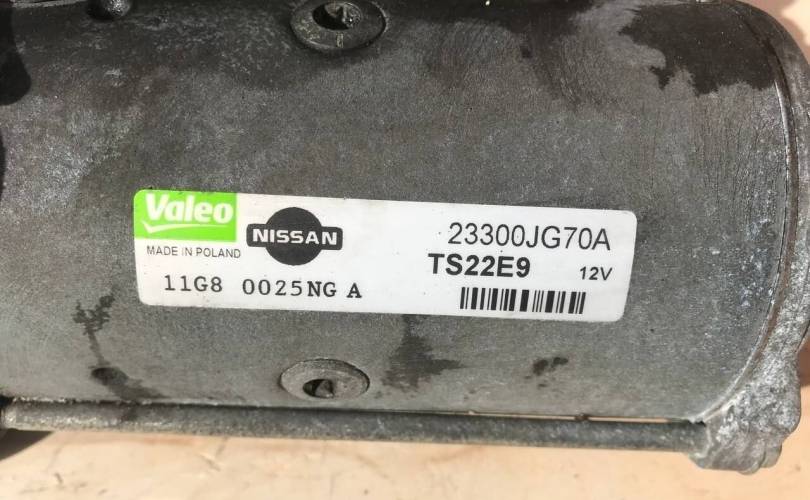 Valeo
MADE IN POLAND
NISSAN
23300JG70A
TS22E9 12V
11G8 0025NG A